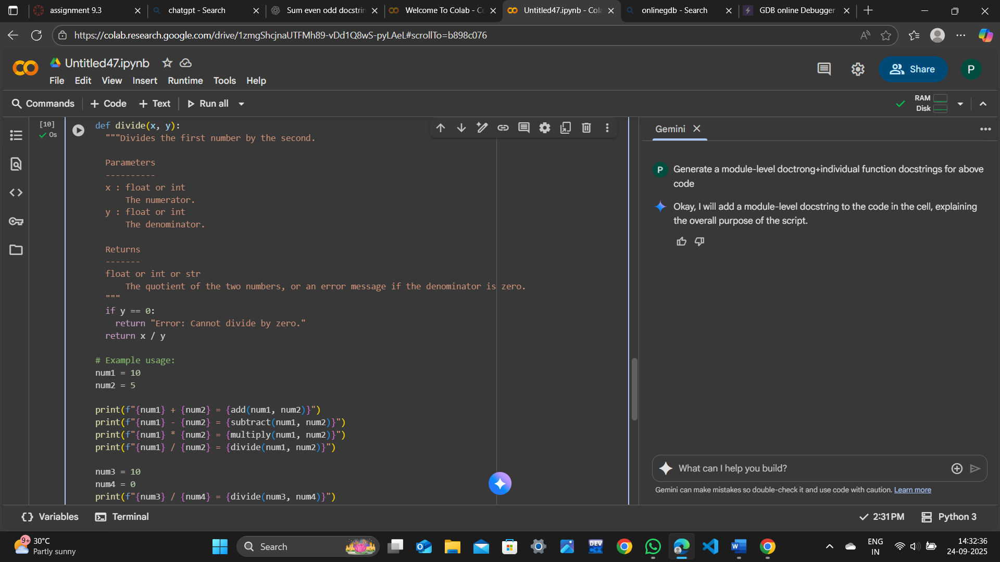 assignment 9.3
chatgpt - Search
Sum even odd docstrin
Welcome To Colab - Co
Untitled47.ipynb - Cola
onlinegdb - Search
GDB online Debugger
https://colab.research.google.com/drive/1zmgShcjnaUTFMh89-vDd1Q8wS-pyLAeL#scrollTo=b898c076
Untitled47.ipynb
File Edit View Insert Runtime Tools Help
Share
P
Commands + Code + Text Run all
RAM
Disk
[10]
0s
def divide(x, y):
"""Divides the first number by the second.
Parameters
----------
x : float or int
The numerator.
y : float or int
The denominator.
Returns
-------
float or int or str
The quotient of the two numbers, or an error message if the denominator is zero.
"""
if y == 0:
return "Error: Cannot divide by zero."
return x / y
# Example usage:
num1 = 10
num2 = 5
print(f"{num1} + {num2} = {add(num1, num2)}")
print(f"{num1} - {num2} = {subtract(num1, num2)}")
print(f"{num1} * {num2} = {multiply(num1, num2)}")
print(f"{num1} / {num2} = {divide(num1, num2)}")
num3 = 10
num4 = 0
print(f"{num3} / {num4} = {divide(num3, num4)}")
Gemini
P
Generate a module-level doctrong+individual function docstrings for above
code
Okay, I will add a module-level docstring to the code in the cell, explaining
the overall purpose of the script.
What can I help you build?
Gemini can make mistakes so double-check it and use code with caution. Learn more
Variables
Terminal
2:31 PM
Python 3
9+
30°C
Partly sunny
Search
DEV
C++
ENG
IN
14:32:36
24-09-2025